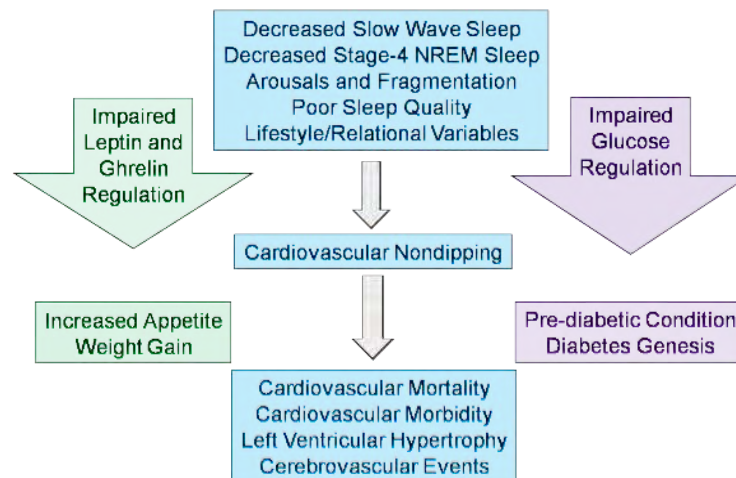 Decreased Slow Wave Sleep
Decreased Stage-4 NREM Sleep
Arousals and Fragmentation
Poor Sleep Quality
Lifestyle/Relational Variables
Impaired
Leptin and
Ghrelin
Regulation
Impaired
Glucose
Regulation
Cardiovascular Nondipping
Increased Appetite
Weight Gain
Pre-diabetic Condition
Diabetes Genesis
Cardiovascular Mortality
Cardiovascular Morbidity
Left Ventricular Hypertrophy
Cerebrovascular Events